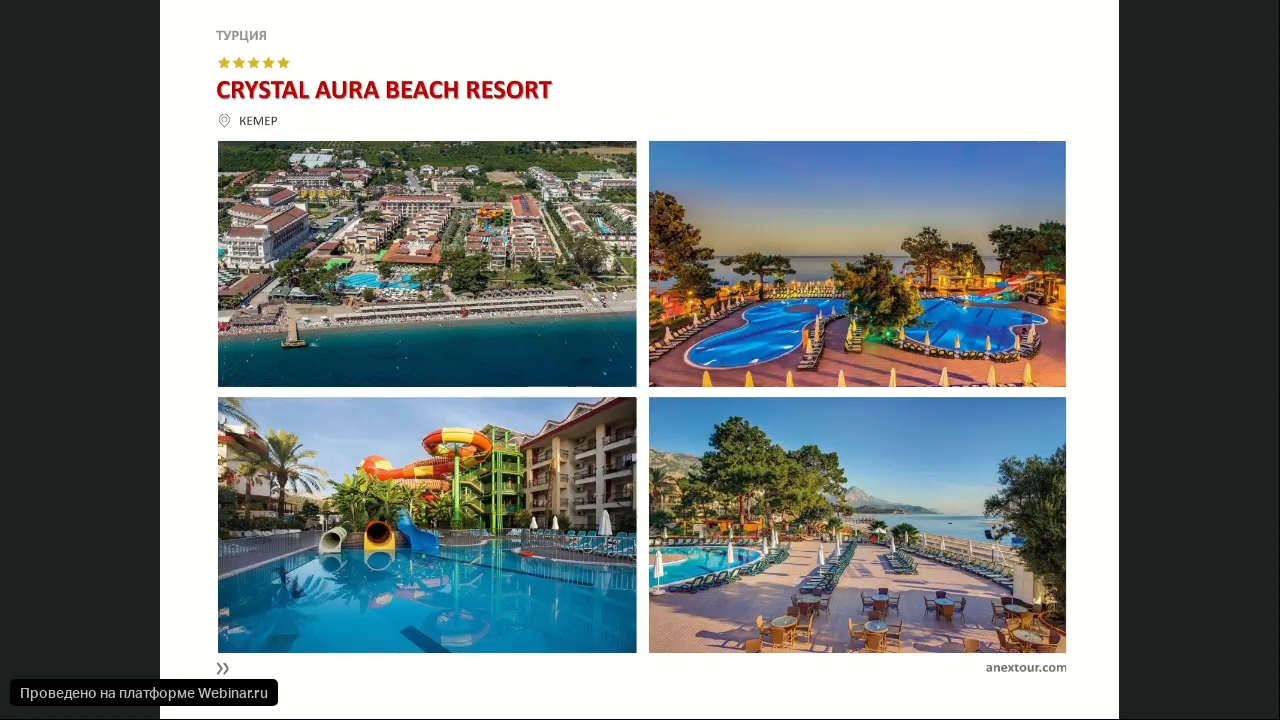 ТУРЦИЯ
CRYSTAL AURA BEACH RESORT
КЕМЕР
anextour.com
Проведено на платформе Webinar.ru